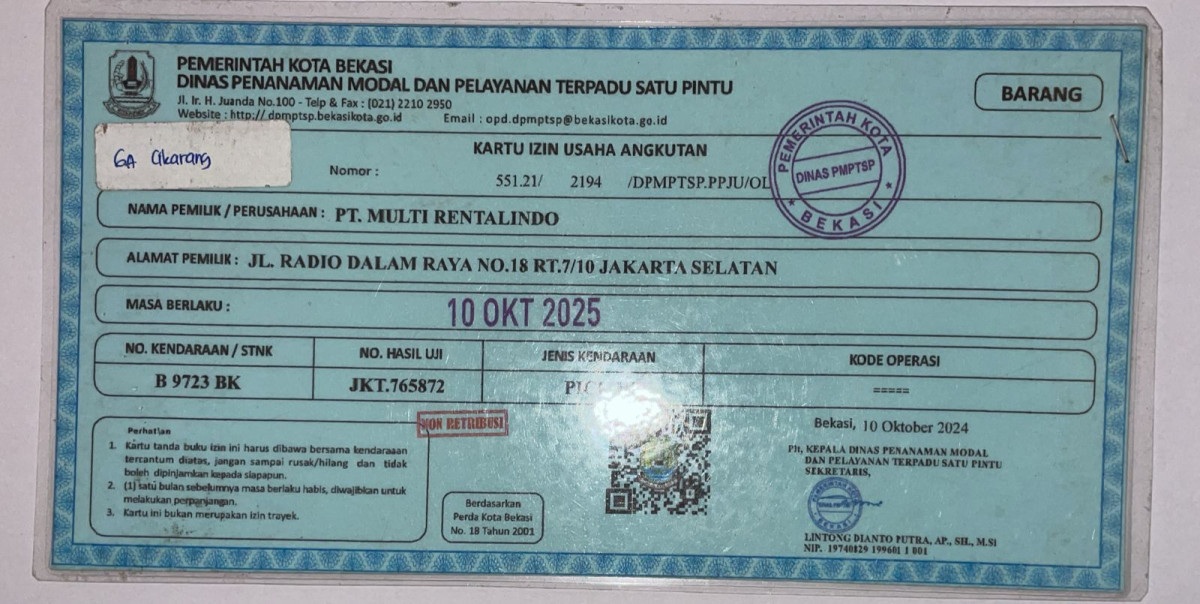 PEMERINTAH KOTA BEKASI
DINAS PENANAMAN MODAL DAN PELAYANAN TERPADU SATU PINTU
Jl. Ir. H. Juanda No.100 - Telp & Fax : (021) 2210 2950
Website : http:// dpmptsp.bekasikota.go.id Email : opd.dpmptsp@bekasikota.go.id
BARANG
GA Cikarang
KARTU IZIN USAHA ANGKUTAN
Nomor : 551.21/ 2194 /DPMPTSP.PPJU/OL
PEMERINTAH KOTA
DINAS PMPTSP
BEKASI
NAMA PEMILIK / PERUSAHAAN : PT. MULTI RENTALINDO
ALAMAT PEMILIK : JL. RADIO DALAM RAYA NO.18 RT.7/10 JAKARTA SELATAN
MASA BERLAKU : 10 OKT 2025
NO. KENDARAAN / STNK NO. HASIL UJI JENIS KENDARAAN KODE OPERASI
B 9723 BK JKT.765872 =====
NON RETRIBUSI
Perhatian
1. Kartu tanda buku izin ini harus dibawa bersama kendaraaan
tercantum diatas, jangan sampai rusak/hilang dan tidak
boleh dipinjamkan kepada siapapun.
2. (1) satu bulan sebelumnya masa berlaku habis, diwajibkan untuk
melakukan perpanjangan.
3. Kartu ini bukan merupakan izin trayek.
Berdasarkan
Perda Kota Bekasi
No. 18 Tahun 2001
Bekasi, 10 Oktober 2024
Plt, KEPALA DINAS PENANAMAN MODAL
DAN PELAYANAN TERPADU SATU PINTU
SEKRETARIS,
LINTONG DIANTO PUTRA, AP., SH., M.SI
NIP. 19740129 199601 1 001